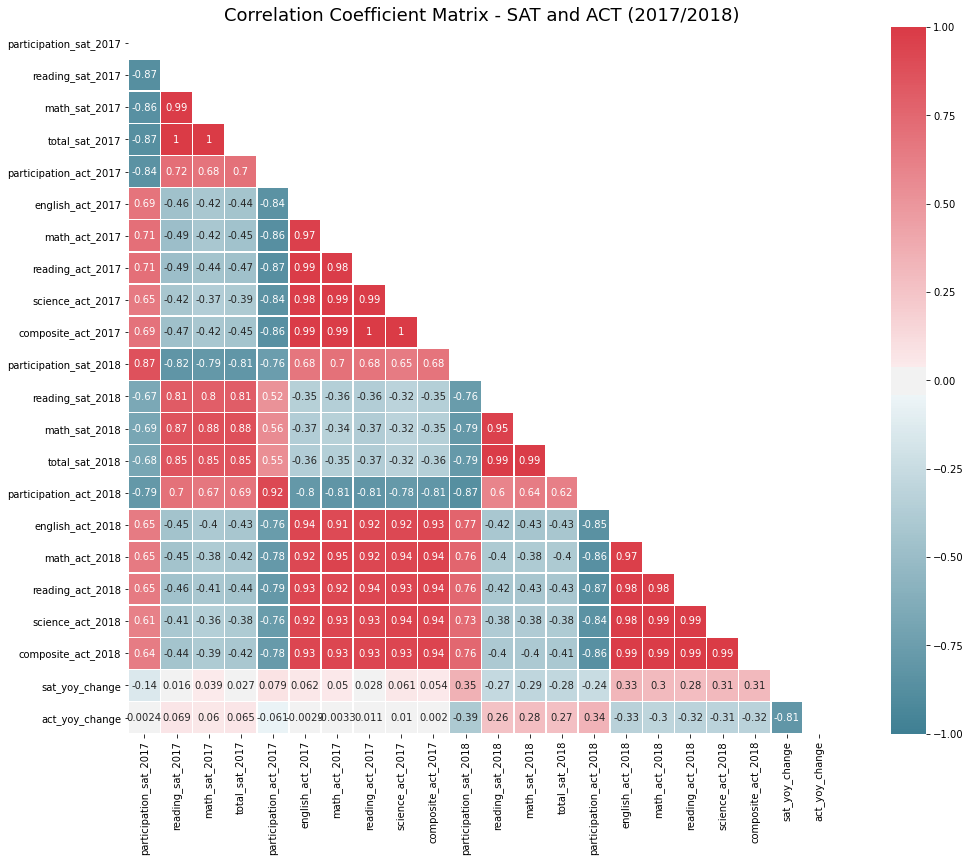 Correlation Coefficient Matrix - SAT and ACT (2017/2018)
participation_sat_2017
reading_sat_2017 -0.87
math_sat_2017 -0.86 0.99
total_sat_2017 -0.87 1 1
participation_act_2017 -0.84 0.72 0.68 0.7
english_act_2017 0.69 -0.46 -0.42 -0.44 -0.84
math_act_2017 0.71 -0.49 -0.42 -0.45 -0.86 0.97
reading_act_2017 0.71 -0.49 -0.44 -0.47 -0.87 0.99 0.98
science_act_2017 0.65 -0.42 -0.37 -0.39 -0.84 0.98 0.99 0.99
composite_act_2017 0.69 -0.47 -0.42 -0.45 -0.86 0.99 0.99 1 1
participation_sat_2018 0.87 -0.82 -0.79 -0.81 -0.76 0.68 0.7 0.68 0.65 0.68
reading_sat_2018 -0.67 0.81 0.8 0.81 0.52 -0.35 -0.36 -0.36 -0.32 -0.35 -0.76
math_sat_2018 -0.69 0.87 0.88 0.88 0.56 -0.37 -0.34 -0.37 -0.32 -0.35 -0.79 0.95
total_sat_2018 -0.68 0.85 0.85 0.85 0.55 -0.36 -0.35 -0.37 -0.32 -0.36 -0.79 0.99 0.99
participation_act_2018 -0.79 0.7 0.67 0.69 0.92 -0.8 -0.81 -0.81 -0.78 -0.81 -0.87 0.6 0.64 0.62
english_act_2018 0.65 -0.45 -0.4 -0.43 -0.76 0.94 0.91 0.92 0.92 0.93 0.77 -0.42 -0.43 -0.43 -0.85
math_act_2018 0.65 -0.45 -0.38 -0.42 -0.78 0.92 0.95 0.92 0.94 0.94 0.76 -0.4 -0.38 -0.4 -0.86 0.97
reading_act_2018 0.65 -0.46 -0.41 -0.44 -0.79 0.93 0.92 0.94 0.93 0.94 0.76 -0.42 -0.43 -0.43 -0.87 0.98 0.98
science_act_2018 0.61 -0.41 -0.36 -0.38 -0.76 0.92 0.93 0.93 0.94 0.94 0.73 -0.38 -0.38 -0.38 -0.84 0.98 0.99 0.99
composite_act_2018 0.64 -0.44 -0.39 -0.42 -0.78 0.93 0.93 0.93 0.93 0.94 0.76 -0.4 -0.4 -0.41 -0.86 0.99 0.99 0.99 0.99
sat_yoy_change -0.14 0.016 0.039 0.027 0.079 0.062 0.05 0.028 0.061 0.054 0.35 -0.27 -0.29 -0.28 -0.24 0.33 0.3 0.28 0.31 0.31
act_yoy_change 0.069 0.06 0.065 -0.061 0.01 0.002 -0.39 0.26 0.28 0.27 0.34 -0.33 -0.3 -0.32 -0.31 -0.32 -0.81
participation_sat_2017
reading_sat_2017
math_sat_2017
total_sat_2017
participation_act_2017
english_act_2017
math_act_2017
reading_act_2017
science_act_2017
composite_act_2017
participation_sat_2018
reading_sat_2018
math_sat_2018
total_sat_2018
participation_act_2018
english_act_2018
math_act_2018
reading_act_2018
science_act_2018
composite_act_2018
sat_yoy_change
act_yoy_change
1.00
0.75
0.50
0.25
0.00
−0.25
−0.50
−0.75
−1.00